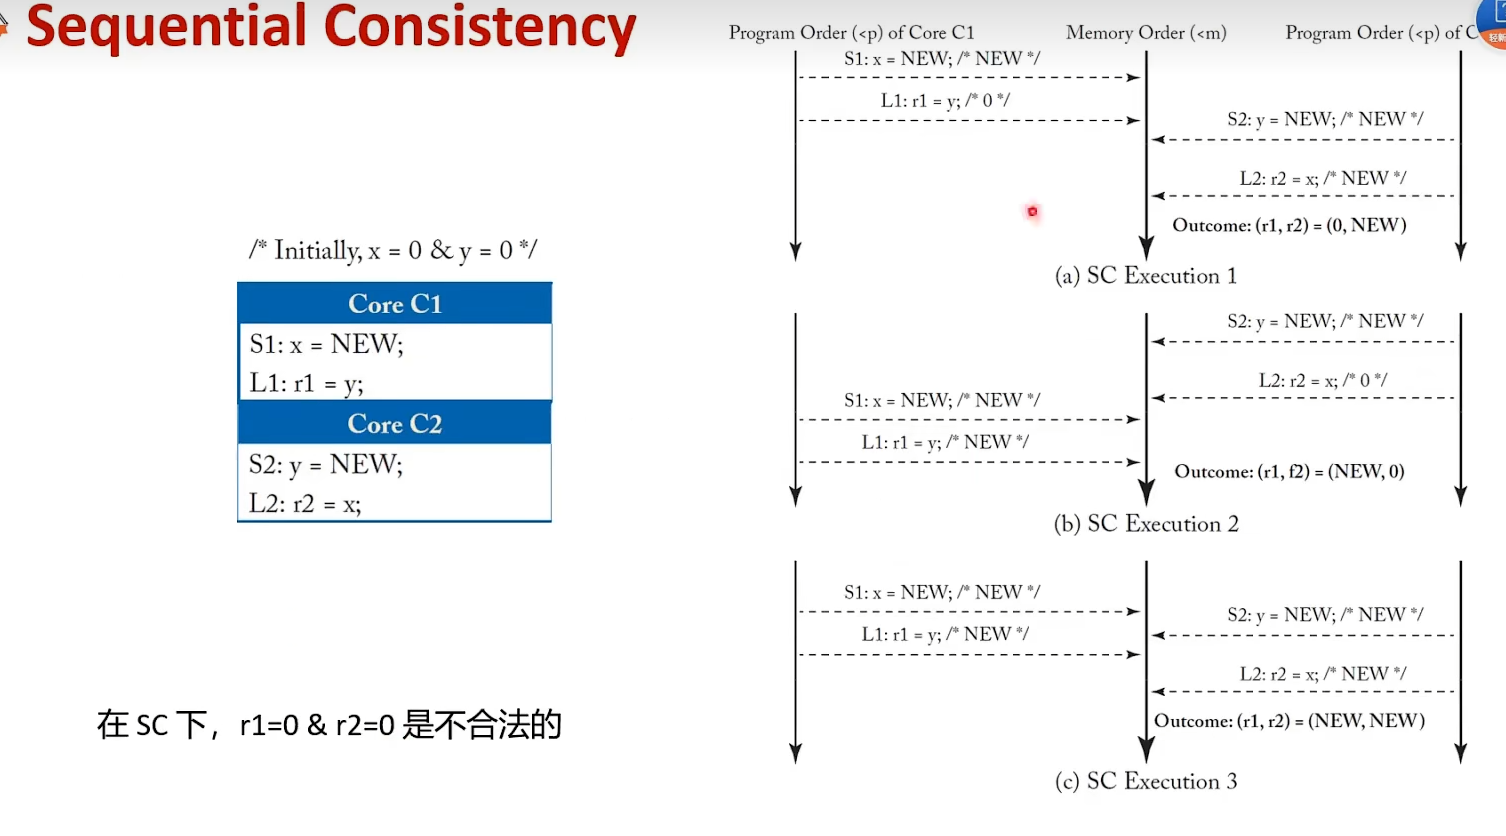 Sequential Consistency
/* Initially, x = 0 & y = 0 */
Core C1
S1: x = NEW;
L1: r1 = y;
Core C2
S2: y = NEW;
L2: r2 = x;
在 SC 下，r1=0 & r2=0 是不合法的
Program Order (<p) of Core C1
Memory Order (<m)
Program Order (<p) of C
轻新
S1: x = NEW; /* NEW */
L1: r1 = y; /* 0 */
S2: y = NEW; /* NEW */
L2: r2 = x; /* NEW */
Outcome: (r1, r2) = (0, NEW)
(a) SC Execution 1
S2: y = NEW; /* NEW */
L2: r2 = x; /* 0 */
S1: x = NEW; /* NEW */
L1: r1 = y; /* NEW */
Outcome: (r1, f2) = (NEW, 0)
(b) SC Execution 2
S1: x = NEW; /* NEW */
S2: y = NEW; /* NEW */
L1: r1 = y; /* NEW */
L2: r2 = x; /* NEW */
Outcome: (r1, r2) = (NEW, NEW)
(c) SC Execution 3